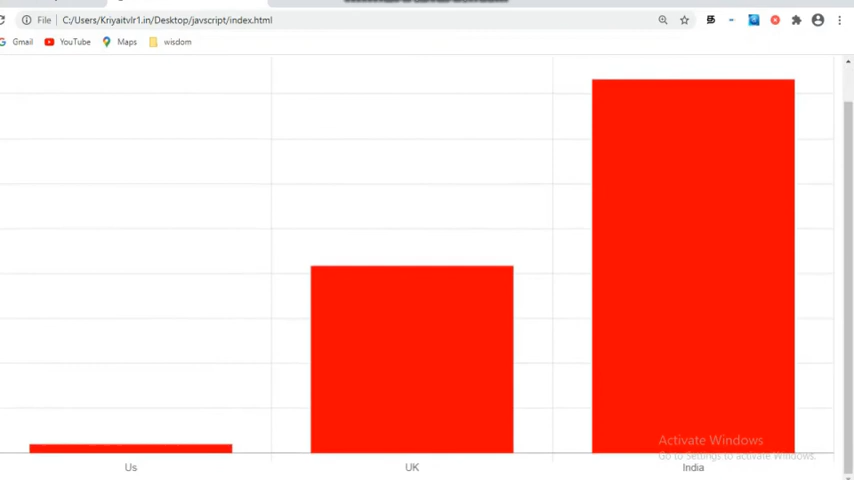 File C:/Users/Kriyaitvlr1.in/Desktop/javscript/index.html
Gmail YouTube Maps wisdom
Activate Windows
Go to Settings to activate Windows.
Us UK India